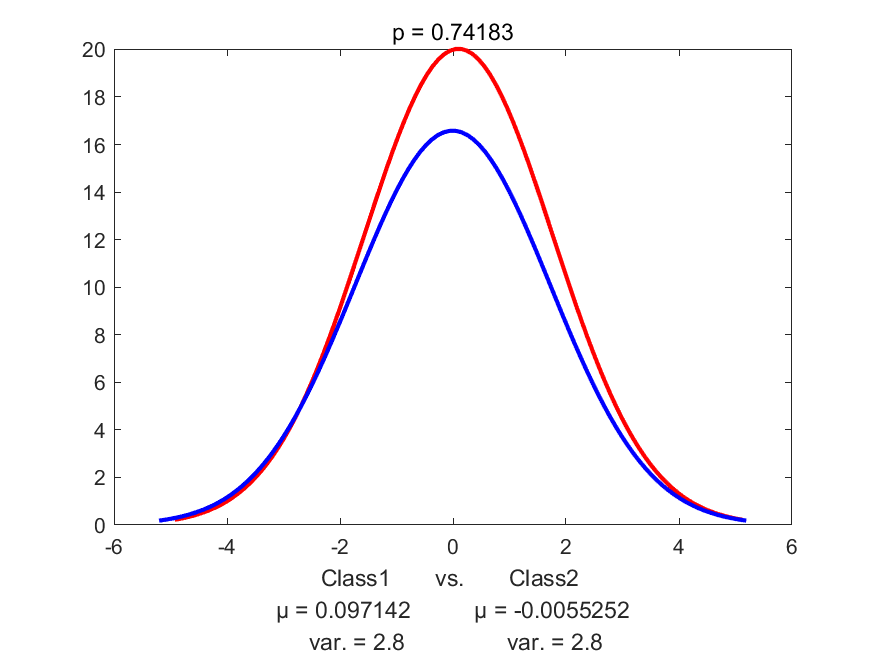 p = 0.74183
20
18
16
14
12
10
8
6
4
2
0
-6 -4 -2 0 2 4 6
Class1 vs. Class2
μ = 0.097142 μ = -0.0055252
var. = 2.8 var. = 2.8